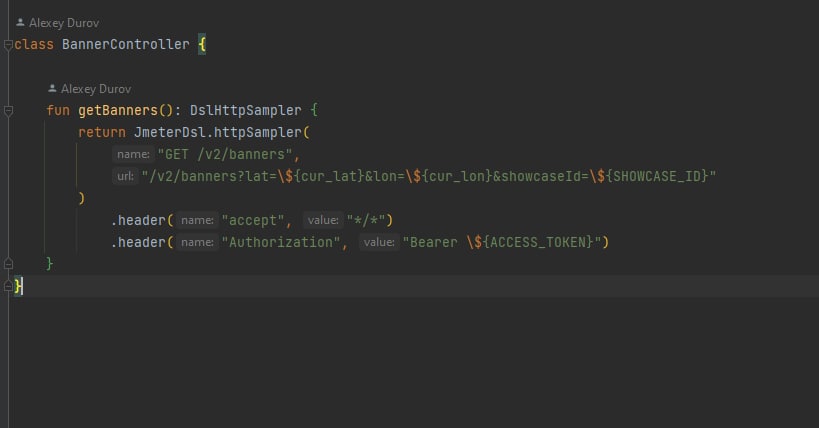 Alexey Durov
class BannerController {
Alexey Durov
fun getBanners(): DslHttpSampler {
return JmeterDsl.httpSampler(
name: "GET /v2/banners",
url: "/v2/banners?lat=\${cur_lat}&lon=\${cur_lon}&showcaseId=\${SHOWCASE_ID}"
)
.header( name: "accept", value: "*/*")
.header( name: "Authorization", value: "Bearer \${ACCESS_TOKEN}")
}
}